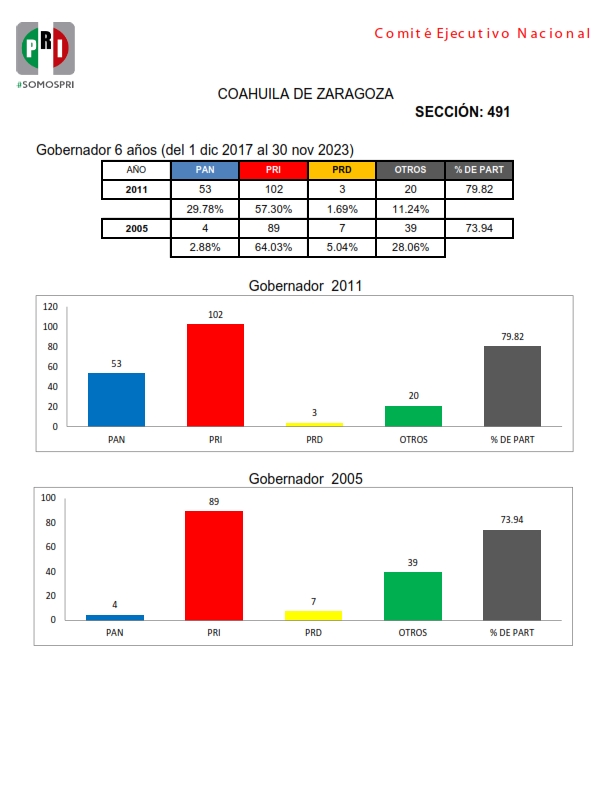 PRI
#SOMOSPRI
Comité Ejecutivo Nacional
COAHUILA DE ZARAGOZA
SECCIÓN: 491
Gobernador 6 años (del 1 dic 2017 al 30 nov 2023)
AÑO PAN PRI PRD OTROS % DE PART
2011 53 102 3 20 79.82
29.78% 57.30% 1.69% 11.24%
2005 4 89 7 39 73.94
2.88% 64.03% 5.04% 28.06%
Gobernador 2011
120
100
80
60
40
20
0
53 102 3 20 79.82
PAN PRI PRD OTROS % DE PART
Gobernador 2005
100
80
60
40
20
0
4 89 7 39 73.94
PAN PRI PRD OTROS % DE PART